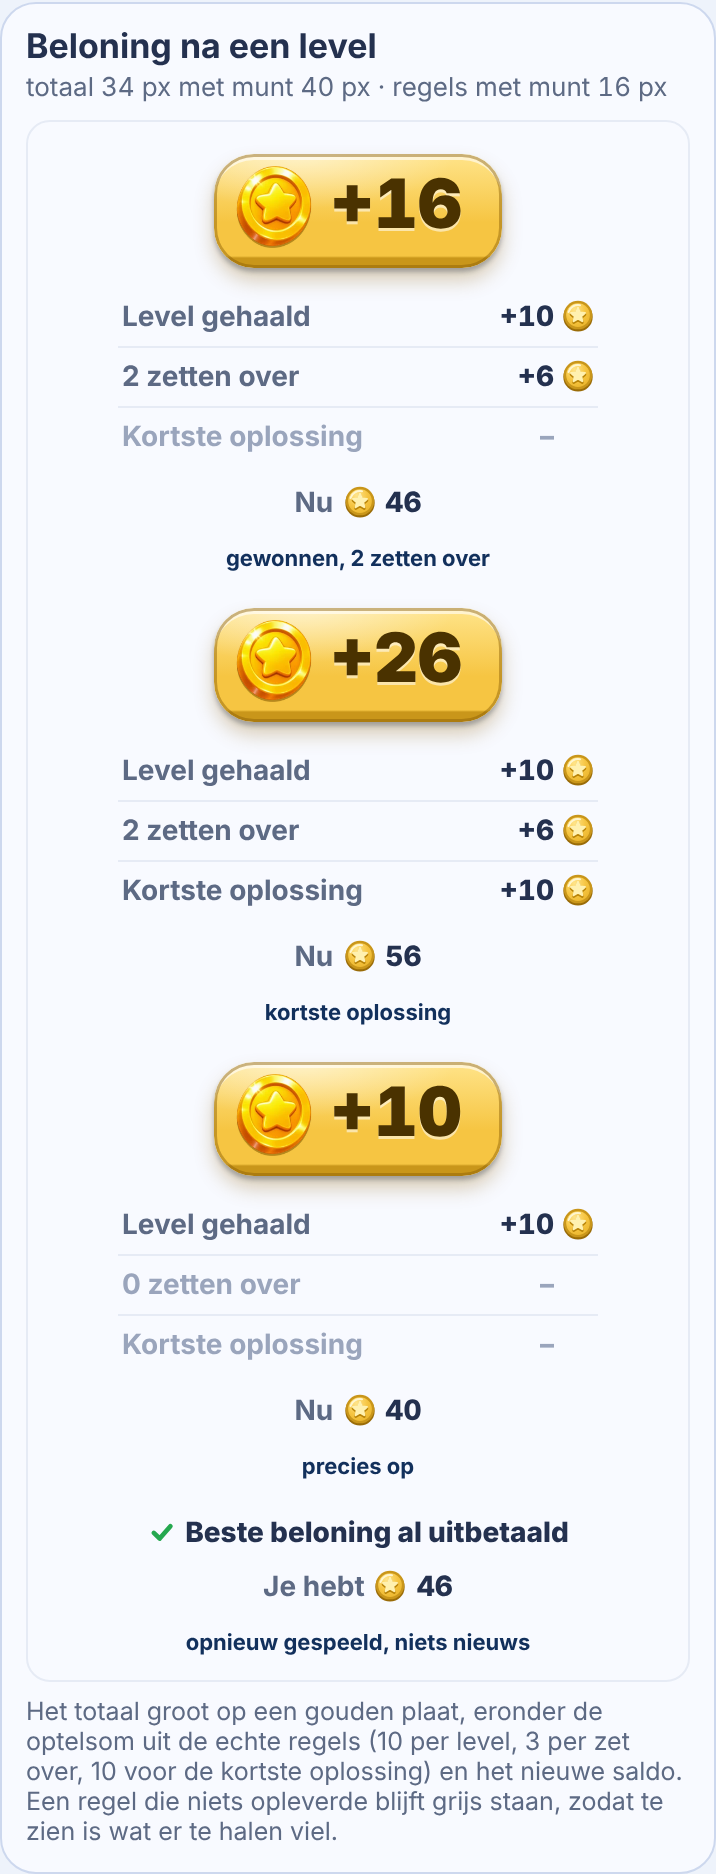 Beloning na een level
totaal 34 px met munt 40 px · regels met munt 16 px
+16
Level gehaald +10
2 zetten over +6
Kortste oplossing –
Nu 46
gewonnen, 2 zetten over
+26
Level gehaald +10
2 zetten over +6
Kortste oplossing +10
Nu 56
kortste oplossing
+10
Level gehaald +10
0 zetten over –
Kortste oplossing –
Nu 40
precies op
Beste beloning al uitbetaald
Je hebt 46
opnieuw gespeeld, niets nieuws
Het totaal groot op een gouden plaat, eronder de
optelsom uit de echte regels (10 per level, 3 per zet
over, 10 voor de kortste oplossing) en het nieuwe saldo.
Een regel die niets opleverde blijft grijs staan, zodat te
zien is wat er te halen viel.